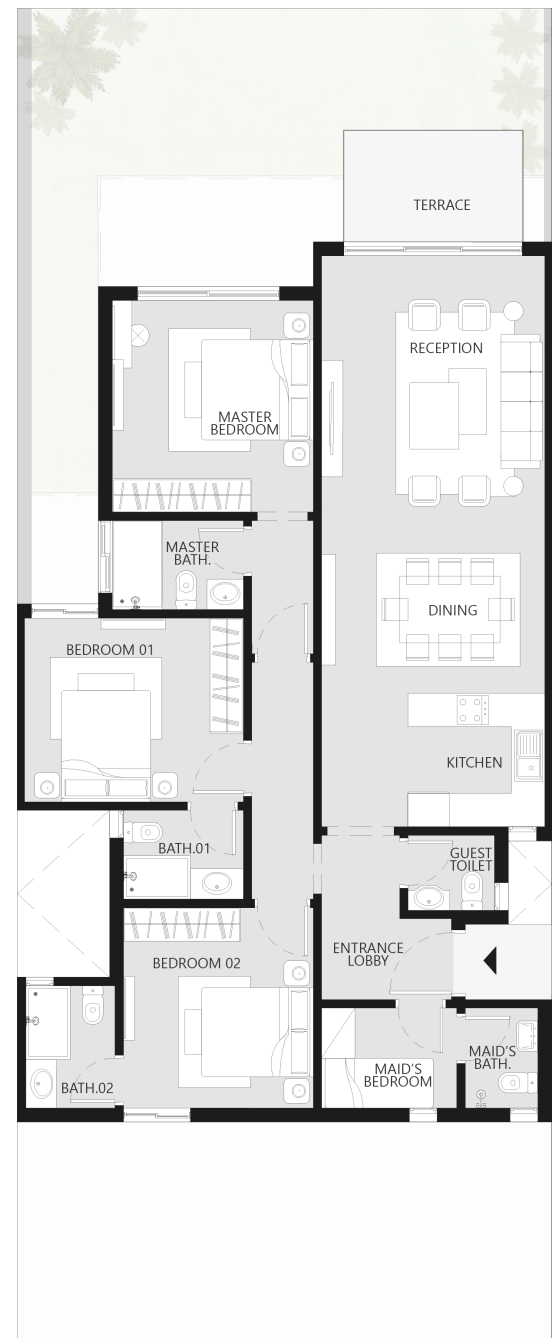 TERRACE
RECEPTION
MASTER
BEDROOM
MASTER
BATH.
DINING
BEDROOM 01
KITCHEN
BATH.01
GUEST
TOILET
ENTRANCE
LOBBY
BEDROOM 02
MAID'S
BATH.
MAID'S
BEDROOM
BATH.02